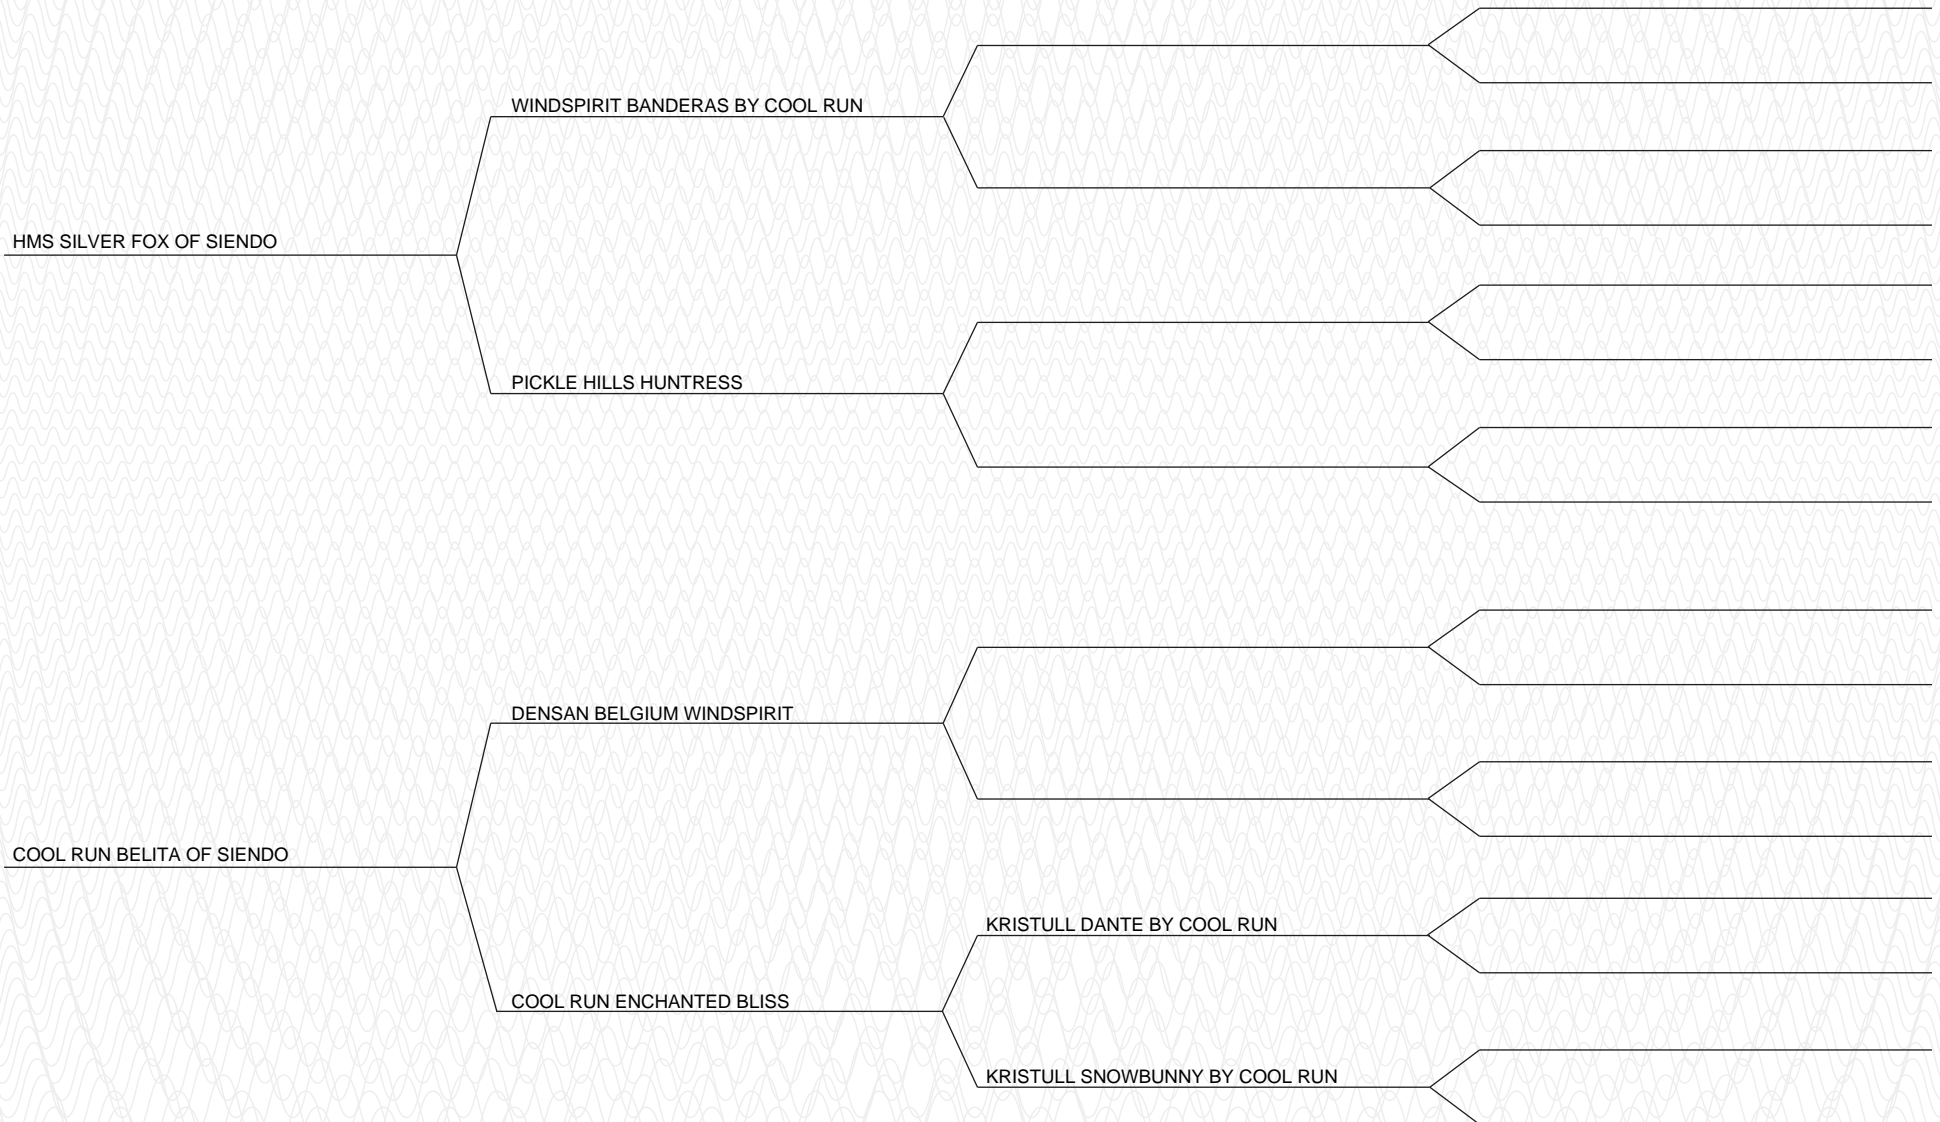 WINDSPIRIT BANDERAS BY COOL RUN
HMS SILVER FOX OF SIENDO
PICKLE HILLS HUNTRESS
DENSAN BELGIUM WINDSPIRIT
COOL RUN BELITA OF SIENDO
KRISTULL DANTE BY COOL RUN
COOL RUN ENCHANTED BLISS
KRISTULL SNOWBUNNY BY COOL RUN